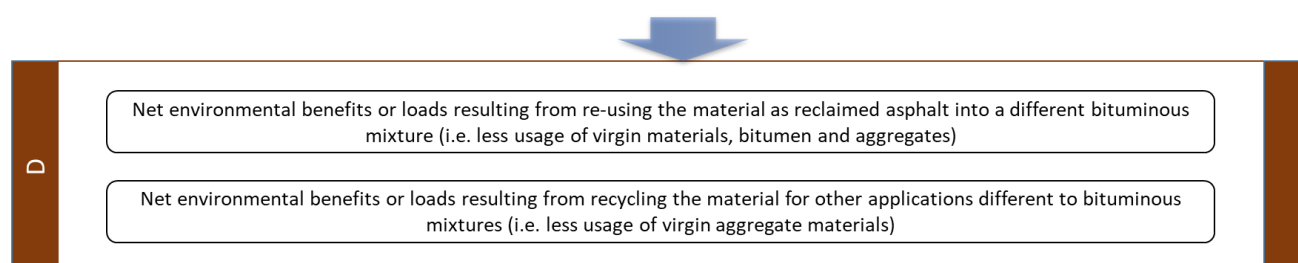 Net environmental benefits or loads resulting from re-using the material as reclaimed asphalt into a different bituminous
mixture (i.e. less usage of virgin materials, bitumen and aggregates)
D
Net environmental benefits or loads resulting from recycling the material for other applications different to bituminous
mixtures (i.e. less usage of virgin aggregate materials)